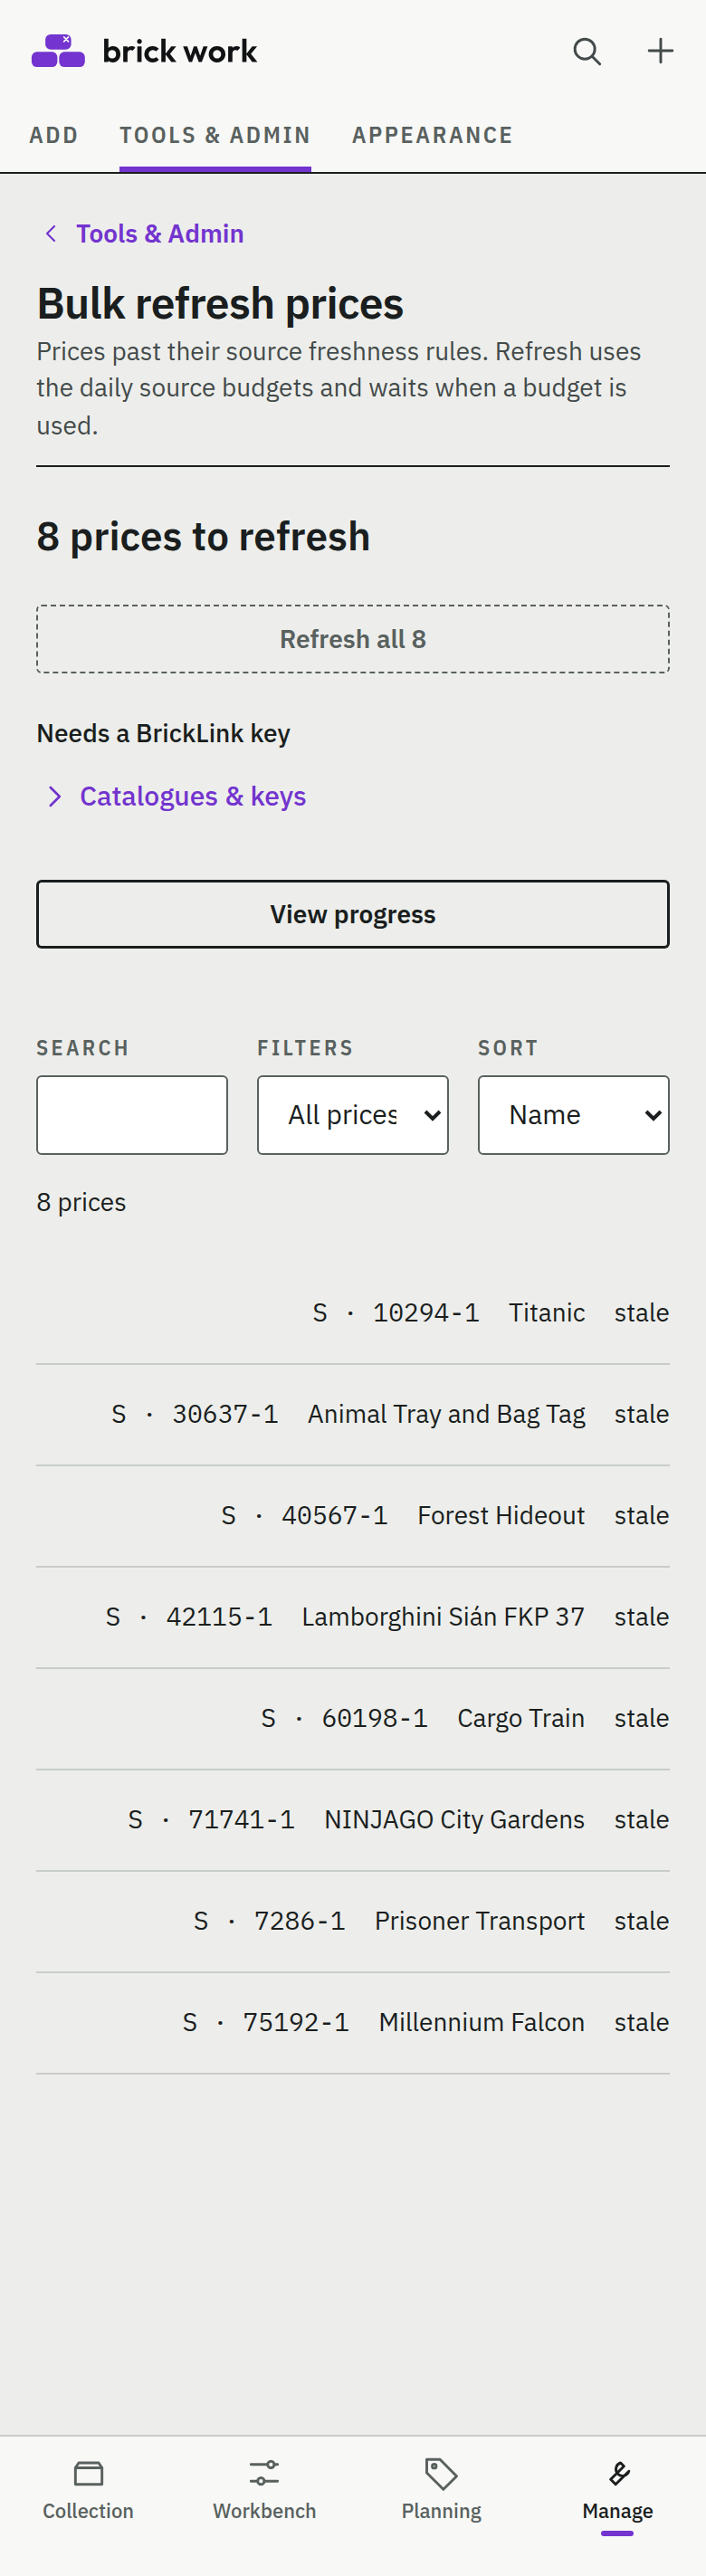 brick work
ADD TOOLS & ADMIN APPEARANCE
Tools & Admin
Bulk refresh prices
Prices past their source freshness rules. Refresh uses
the daily source budgets and waits when a budget is
used.
8 prices to refresh
Refresh all 8
Needs a BrickLink key
Catalogues & keys
View progress
SEARCH FILTERS SORT
All prices Name
8 prices
S · 10294-1 Titanic stale
S · 30637-1 Animal Tray and Bag Tag stale
S · 40567-1 Forest Hideout stale
S · 42115-1 Lamborghini Sián FKP 37 stale
S · 60198-1 Cargo Train stale
S · 71741-1 NINJAGO City Gardens stale
S · 7286-1 Prisoner Transport stale
S · 75192-1 Millennium Falcon stale
Collection Workbench Planning Manage